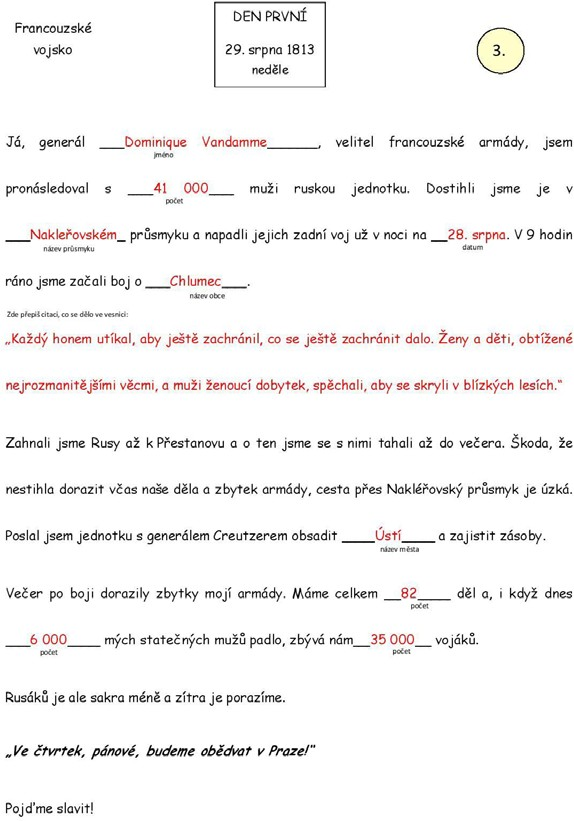 Francouzské
vojsko
DEN PRVNÍ
29. srpna 1813
neděle
3.
Já, generál ___Dominique Vandamme______, velitel francouzské armády, jsem
jméno
pronásledoval s ___41 000___ muži ruskou jednotku. Dostihli jsme je v
počet
___Nakleřovském_ průsmyku a napadli jejich zadní voj už v noci na __28. srpna. V 9 hodin
název průsmyku
datum
ráno jsme začali boj o ___Chlumec___.
název obce
Zde přepiš citaci, co se dělo ve vesnici:
„Každý honem utíkal, aby ještě zachránil, co se ještě zachránit dalo. Ženy a děti, obtížené
nejrozmanitějšími věcmi, a muži ženoucí dobytek, spěchali, aby se skryli v blízkých lesích.“
Zahnali jsme Rusy až k Přestanovu a o ten jsme se s nimi tahali až do večera. Škoda, že
nestihla dorazit včas naše děla a zbytek armády, cesta přes Nakléřovský průsmyk je úzká.
Poslal jsem jednotku s generálem Creutzerem obsadit ____Ústí____ a zajistit zásoby.
název města
Večer po boji dorazily zbytky mojí armády. Máme celkem __82____ děl a, i když dnes
počet
___6 000____ mých statečných mužů padlo, zbývá nám__35 000__ vojáků.
počet
počet
Rusáků je ale sakra méně a zítra je porazíme.
„Ve čtvrtek, pánové, budeme obědvat v Praze!“
Pojďme slavit!